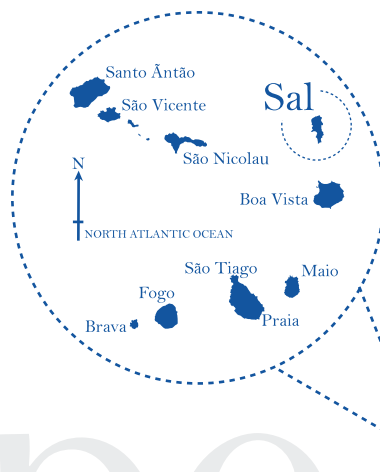 Santo Ãntão
São Vicente
Sal
São Nicolau
N
Boa Vista
NORTH ATLANTIC OCEAN
São Tiago
Maio
Fogo
Praia
Brava